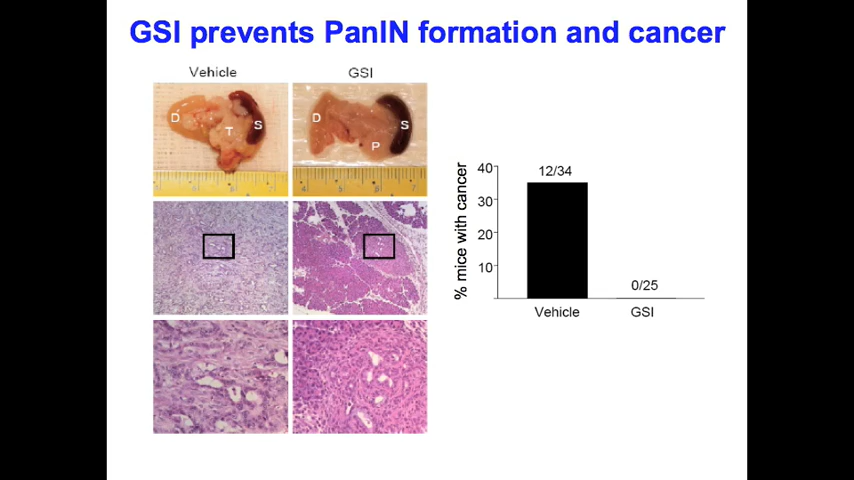 GSI prevents PanIN formation and cancer
Vehicle GSI
D T S
D P S
% mice with cancer
40
30
20
10
12/34
0/25
Vehicle GSI